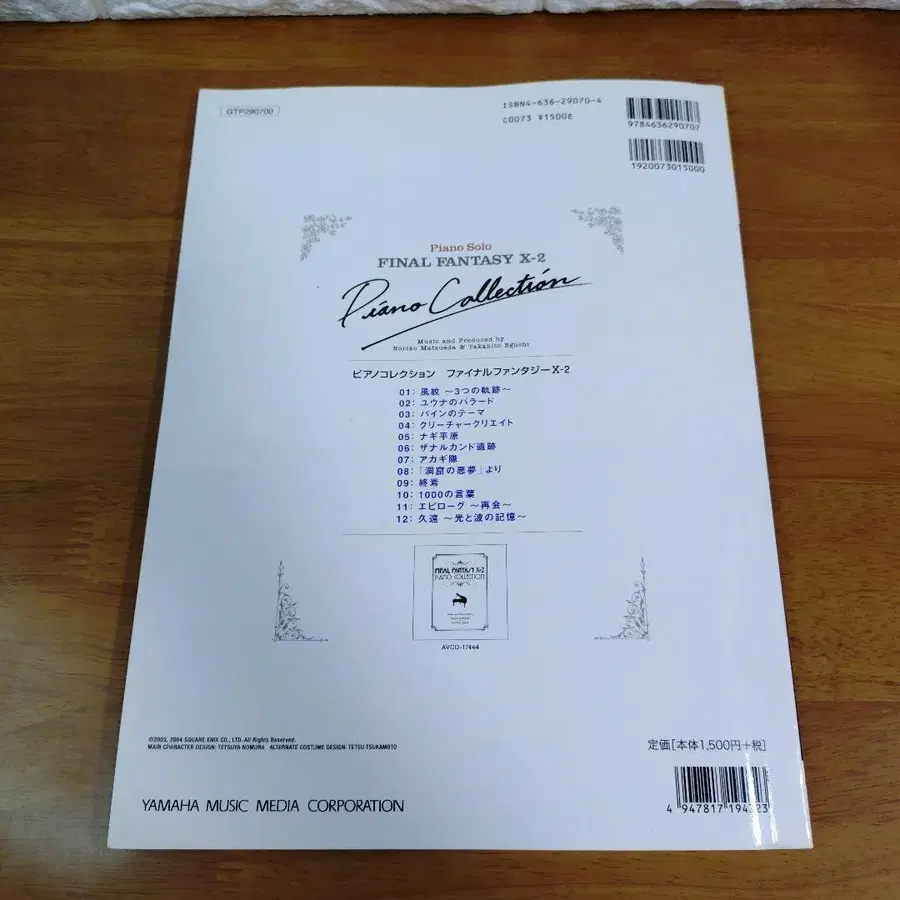 GTP290700
ISBN4-636-29070-4
C0073 ¥1500E
9784636290707
1920073015000
Piano Solo
FINAL FANTASY X-2
Piano Collection
Music and Produced by
Noriko Matsueda & Takahito Eguchi
ピアノコレクション ファイナルファンタジーX-2
01: 風紋 ～3つの軌跡～
02: ユウナのバラード
03: パインのテーマ
04: クリーチャークリエイト
05: ナギ平原
06: ザナルカンド遺跡
07: アカギ隊
08: 「洞窟の悪夢」より
09: 終焉
10: 1000の言葉
11: エピローグ ～再会～
12: 久遠 ～光と波の記憶～
FINAL FANTASY X-2
PIANO COLLECTION
AVCD-17444
©2003, 2004 SQUARE ENIX CO., LTD. All Rights Reserved.
MAIN CHARACTER DESIGN: TETSUYA NOMURA ALTERNATE COSTUME DESIGN: TETSU TSUKAMOTO
定価[本体1,500円+税]
YAMAHA MUSIC MEDIA CORPORATION
4 947817 194323